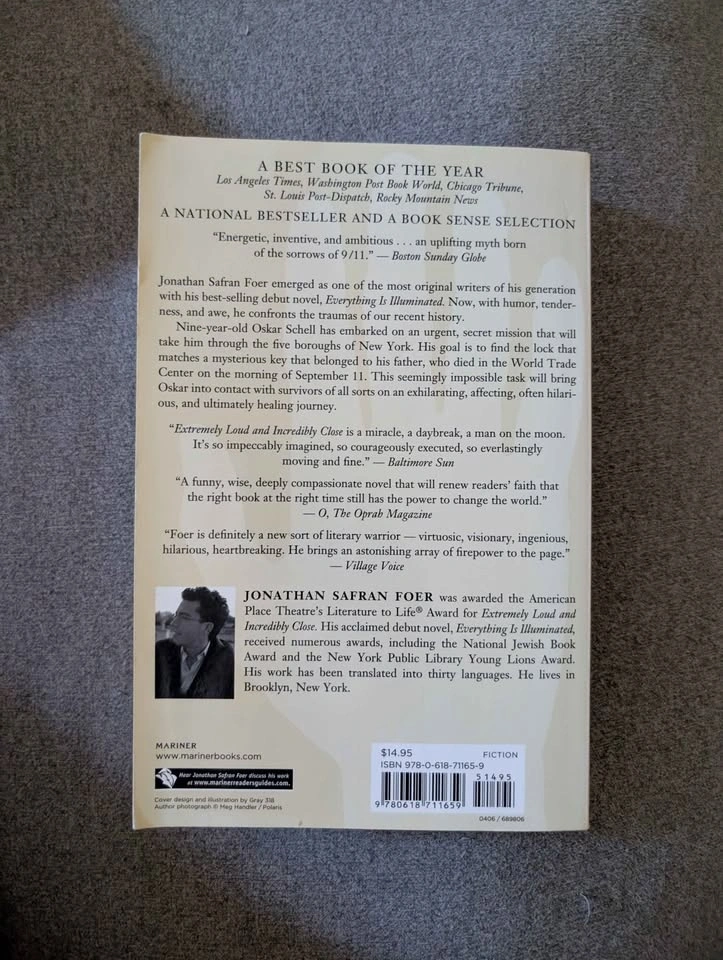 A BEST BOOK OF THE YEAR
Los Angeles Times, Washington Post Book World, Chicago Tribune,
St. Louis Post-Dispatch, Rocky Mountain News
A NATIONAL BESTSELLER AND A BOOK SENSE SELECTION
“Energetic, inventive, and ambitious . . . an uplifting myth born
of the sorrows of 9/11.” — Boston Sunday Globe
Jonathan Safran Foer emerged as one of the most original writers of his generation
with his best-selling debut novel, Everything Is Illuminated. Now, with humor, tender-
ness, and awe, he confronts the traumas of our recent history.
Nine-year-old Oskar Schell has embarked on an urgent, secret mission that will
take him through the five boroughs of New York. His goal is to find the lock that
matches a mysterious key that belonged to his father, who died in the World Trade
Center on the morning of September 11. This seemingly impossible task will bring
Oskar into contact with survivors of all sorts on an exhilarating, affecting, often hilari-
ous, and ultimately healing journey.
“Extremely Loud and Incredibly Close is a miracle, a daybreak, a man on the moon.
It’s so impeccably imagined, so courageously executed, so everlastingly
moving and fine.” — Baltimore Sun
“A funny, wise, deeply compassionate novel that will renew readers’ faith that
the right book at the right time still has the power to change the world.”
— O, The Oprah Magazine
“Foer is definitely a new sort of literary warrior — virtuosic, visionary, ingenious,
hilarious, heartbreaking. He brings an astonishing array of firepower to the page.”
— Village Voice
JONATHAN SAFRAN FOER was awarded the American
Place Theatre’s Literature to Life® Award for Extremely Loud and
Incredibly Close. His acclaimed debut novel, Everything Is Illuminated,
received numerous awards, including the National Jewish Book
Award and the New York Public Library Young Lions Award.
His work has been translated into thirty languages. He lives in
Brooklyn, New York.
MARINER
www.marinerbooks.com
Hear Jonathan Safran Foer discuss his work
at www.marinerreadersguides.com.
Cover design and illustration by Gray 318
Author photograph © Meg Handler / Polaris
$14.95 FICTION
ISBN 978-0-618-71165-9
51495
9 780618 711659
0406 / 689806